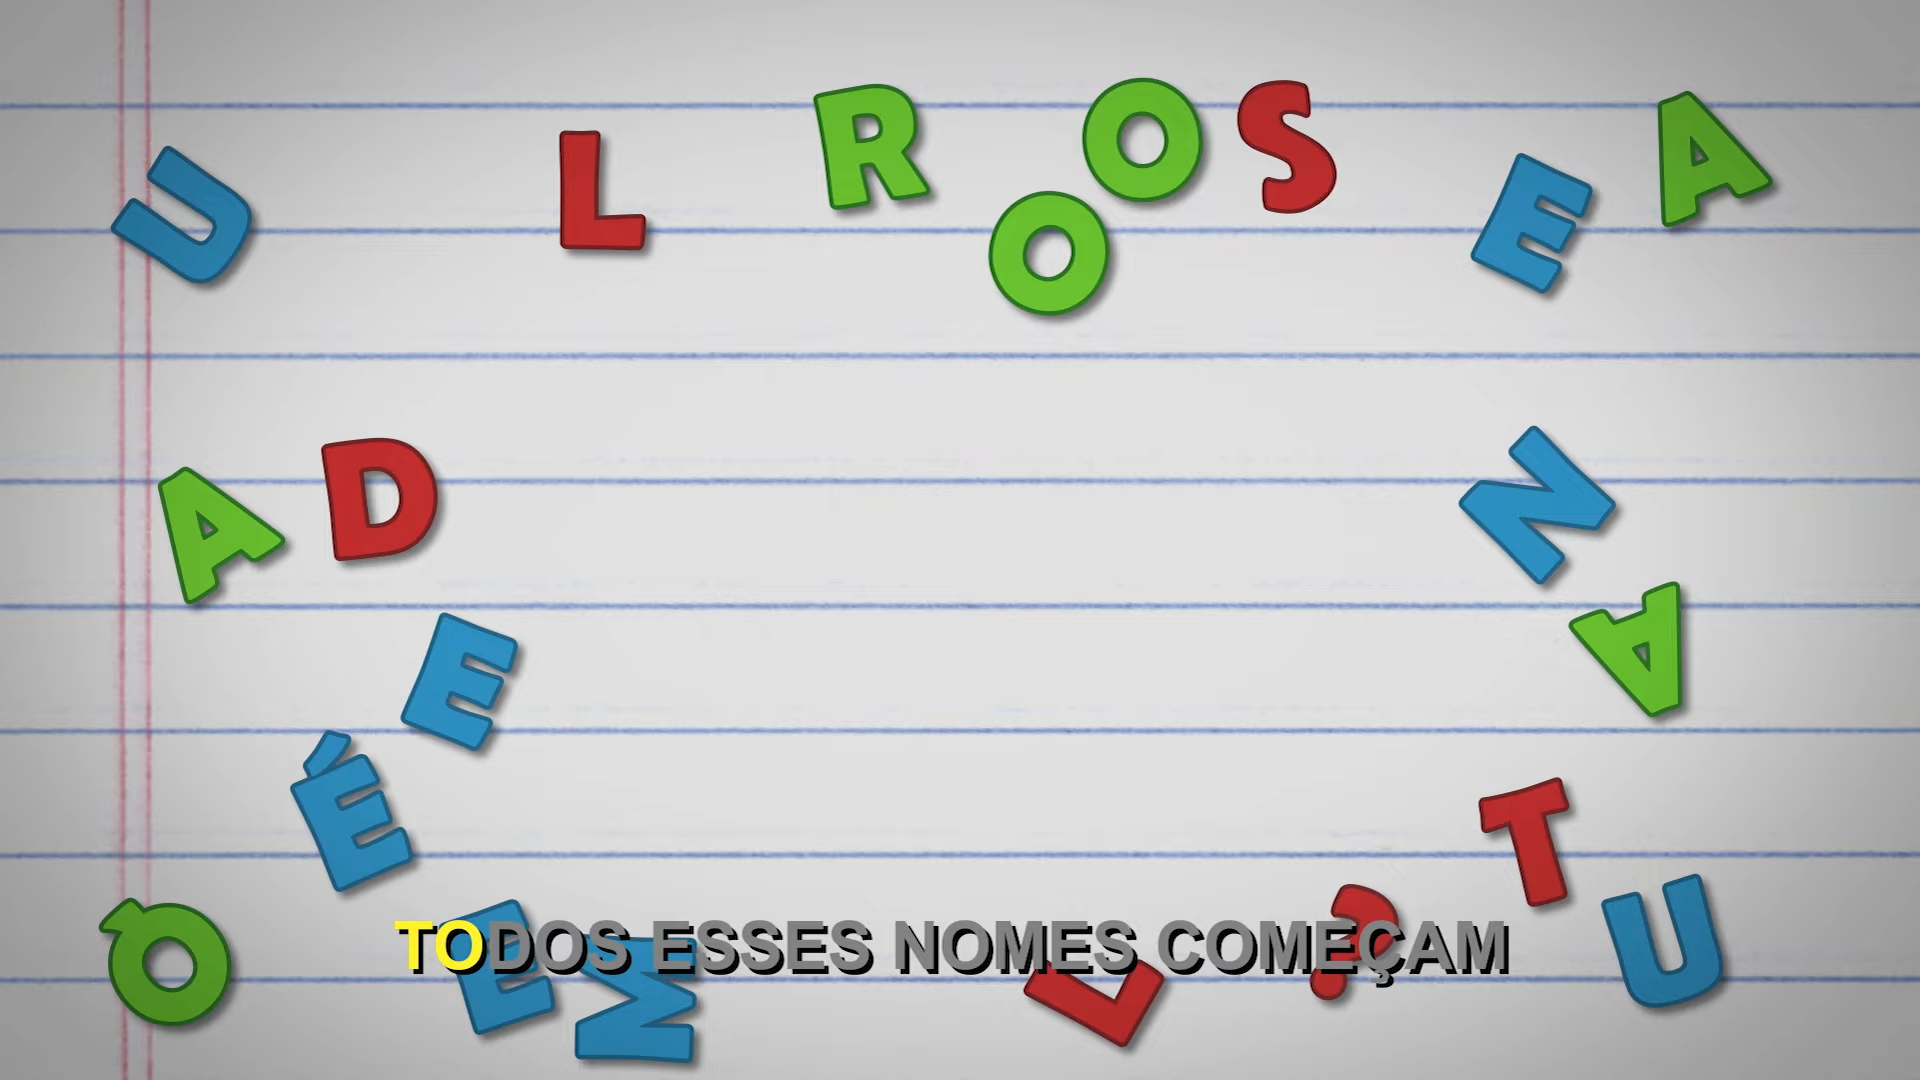 U L R O O S E A
A D N
E A
É T
Q E M L ? U
TODOS ESSES NOMES COMEÇAM